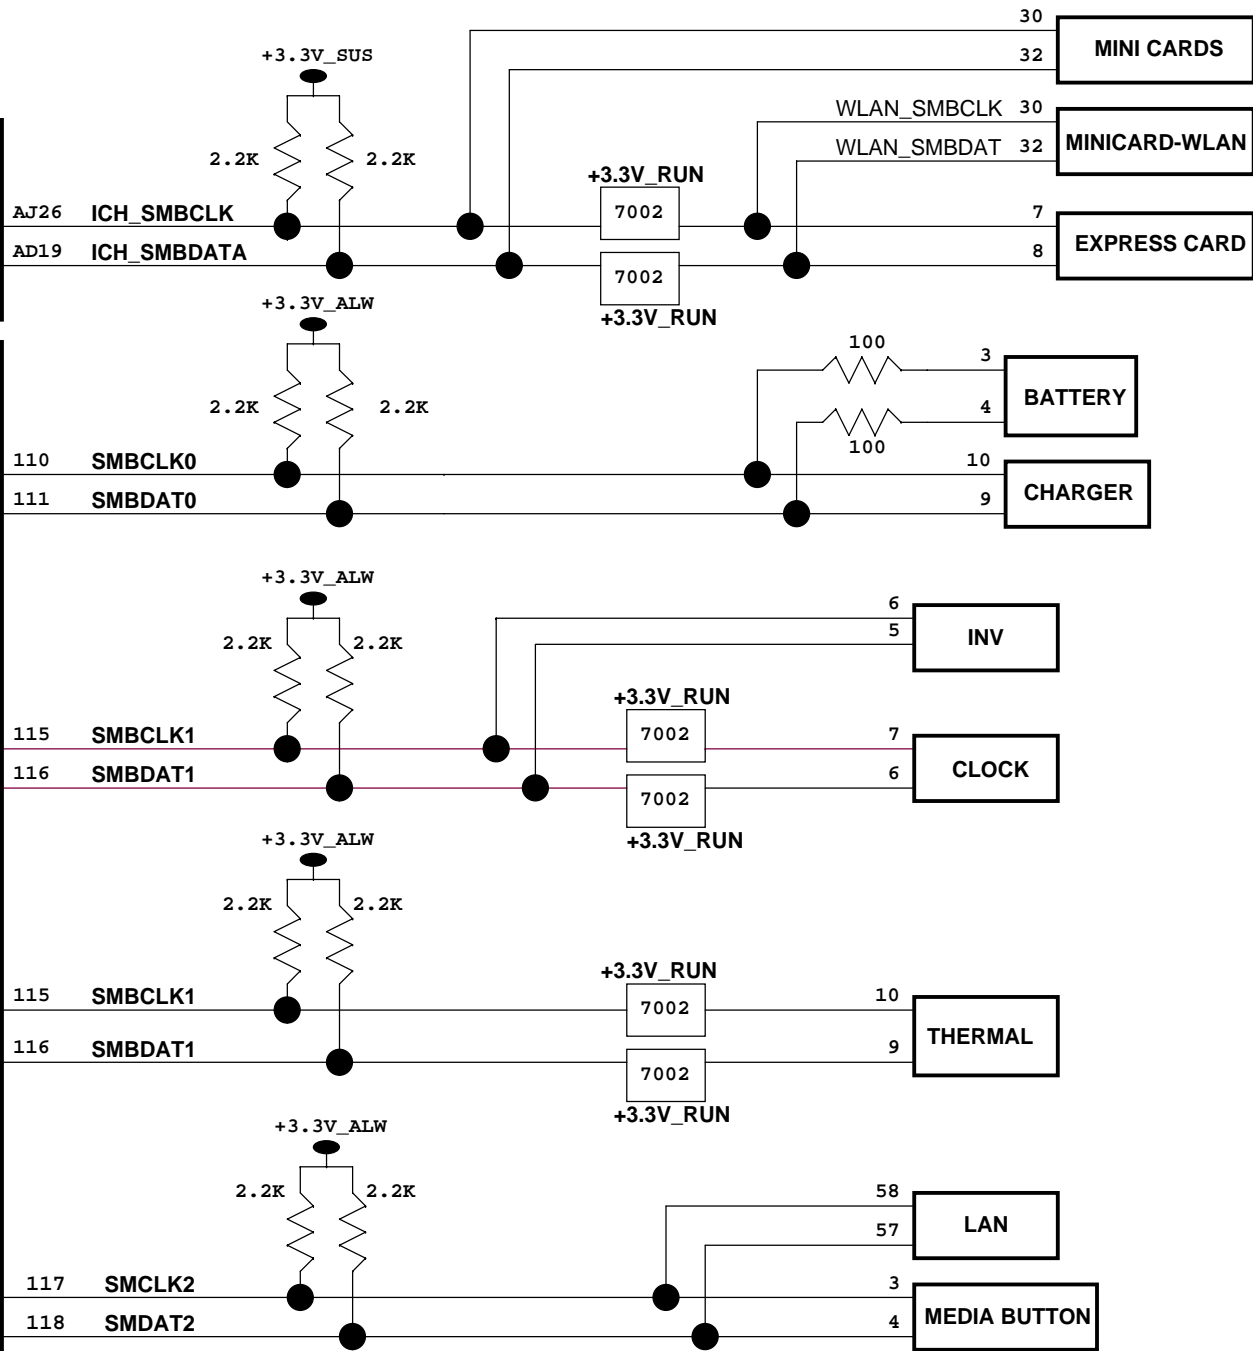 30
MINI CARDS
+3.3V_SUS
32
WLAN_SMBCLK 30
2.2K 2.2K
WLAN_SMBDAT 32
MINICARD-WLAN
+3.3V_RUN
AJ26 ICH_SMBCLK
7002
7
EXPRESS CARD
AD19 ICH_SMBDATA
8
7002
+3.3V_ALW
+3.3V_RUN
100
3
BATTERY
2.2K 2.2K
4
100
110 SMBCLK0
10
CHARGER
111 SMBDAT0
9
+3.3V_ALW
6
INV
5
2.2K 2.2K
+3.3V_RUN
115 SMBCLK1
7002
7
CLOCK
116 SMBDAT1
6
7002
+3.3V_ALW
+3.3V_RUN
2.2K 2.2K
+3.3V_RUN
115 SMBCLK1
7002
10
THERMAL
116 SMBDAT1
9
7002
+3.3V_RUN
+3.3V_ALW
2.2K 2.2K
58
LAN
57
117 SMCLK2
3
MEDIA BUTTON
118 SMDAT2
4